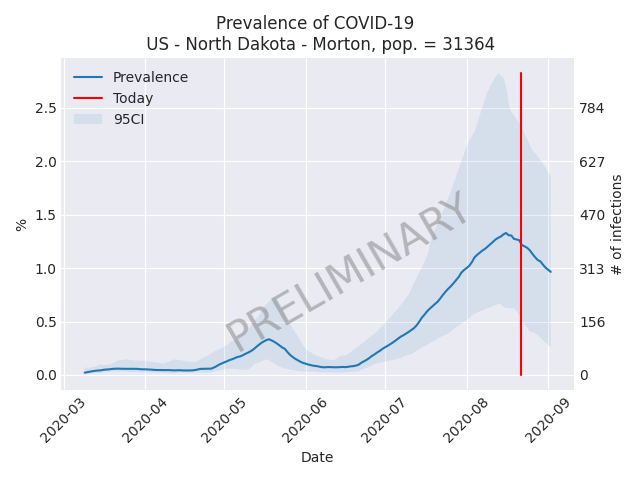 Prevalence of COVID-19
US - North Dakota - Morton, pop. = 31364
Prevalence
Today
95CI
PRELIMINARY
%
2.5
2.0
1.5
1.0
0.5
0.0
784
627
470
313
156
0
# of infections
2020-03
2020-04
2020-05
2020-06
2020-07
2020-08
2020-09
Date